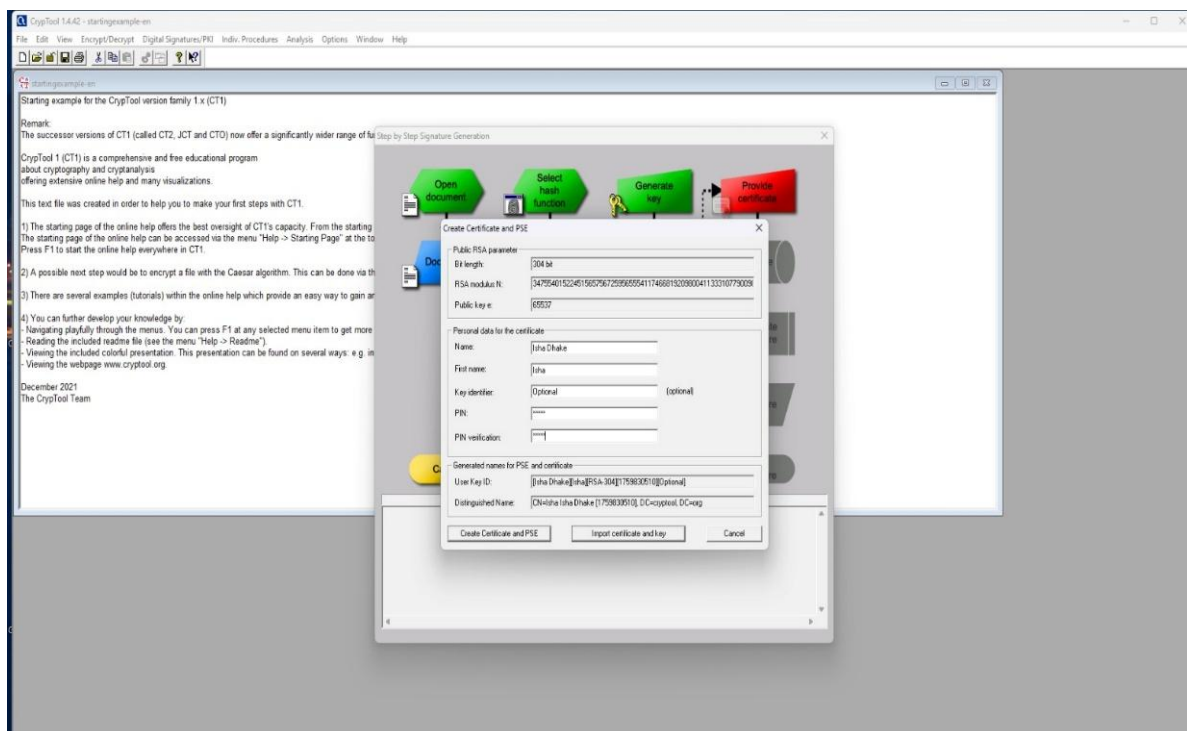 CrypTool 1.4.42 - startingexample-en
File Edit View Encrypt/Decrypt Digital Signatures/PKI Indiv. Procedures Analysis Options Window Help
startingexample-en
Starting example for the CrypTool version family 1.x (CT1)
Remark:
The successor versions of CT1 (called CT2, JCT and CTO) now offer a significantly wider range of fu
CrypTool 1 (CT1) is a comprehensive and free educational program
about cryptography and cryptanalysis
offering extensive online help and many visualizations.
This text file was created in order to help you to make your first steps with CT1.
1) The starting page of the online help offers the best oversight of CT1's capacity. From the starting
The starting page of the online help can be accessed via the menu "Help -> Starting Page" at the to
Press F1 to start the online help everywhere in CT1.
2) A possible next step would be to encrypt a file with the Caesar algorithm. This can be done via th
3) There are several examples (tutorials) within the online help which provide an easy way to gain an
4) You can further develop your knowledge by:
- Navigating playfully through the menus. You can press F1 at any selected menu item to get more
- Reading the included readme file (see the menu "Help -> Readme").
- Viewing the included colorful presentation. This presentation can be found on several ways: e.g. in
- Viewing the webpage www.cryptool.org.
December 2021
The CrypTool Team
Step by Step Signature Generation
Open document
Select hash function
Generate key
Provide certificate
Doc
Create Certificate and PSE
Public RSA parameter
Bit length: 304 bit
RSA modulus N:
Public key e: 65537
Personal data for the certificate
Name: Isha Dhake
First name: Isha
Key identifier: Optional (optional)
PIN: *****
PIN verification: *****
Generated names for PSE and certificate
User Key ID: [Isha Dhake][Isha][RSA-304][1759830510][Optional]
Distinguished Name: CN=Isha Isha Dhake [1759830510], DC=cryptool, DC=org
Create Certificate and PSE Import certificate and key Cancel